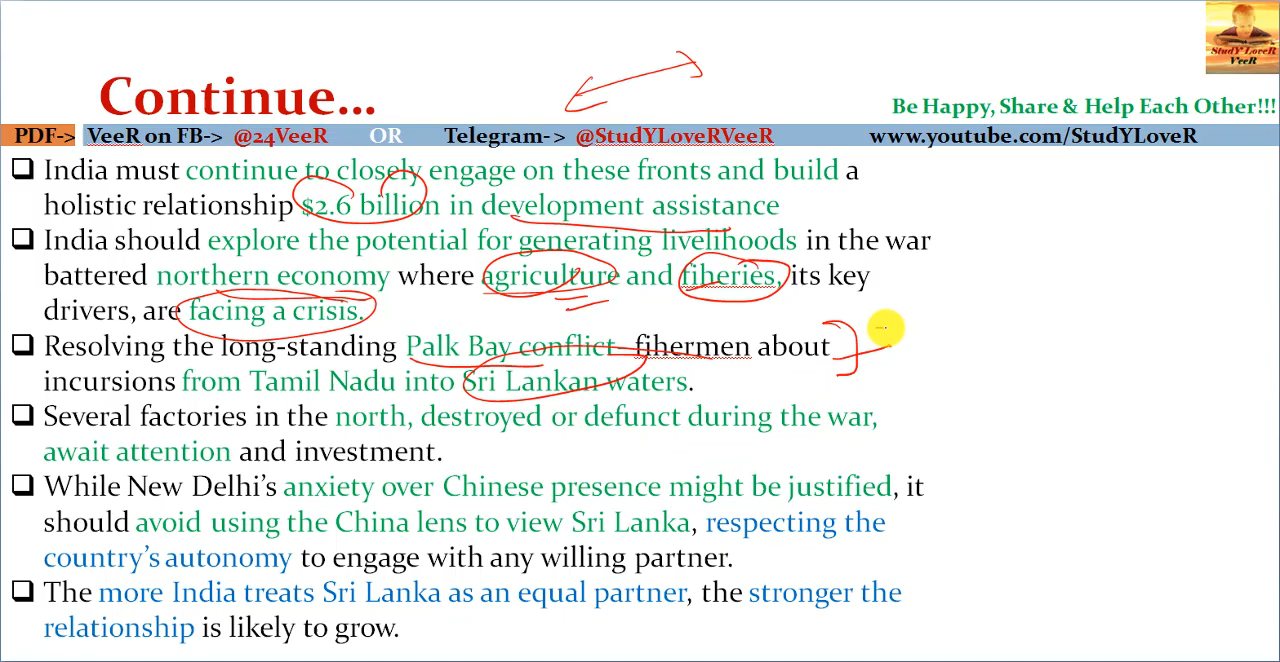 StudY LoveR
VeeR
Continue...
Be Happy, Share & Help Each Other!!!
PDF-> VeeR on FB-> @24VeeR OR Telegram- > @StudYLoveRVeeR www.youtube.com/StudYLoveR
India must continue to closely engage on these fronts and build a
holistic relationship $2.6 billion in development assistance
India should explore the potential for generating livelihoods in the war
battered northern economy where agriculture and fiheries, its key
drivers, are facing a crisis.
Resolving the long-standing Palk Bay conflict- fihermen about
incursions from Tamil Nadu into Sri Lankan waters.
Several factories in the north, destroyed or defunct during the war,
await attention and investment.
While New Delhi’s anxiety over Chinese presence might be justified, it
should avoid using the China lens to view Sri Lanka, respecting the
country’s autonomy to engage with any willing partner.
The more India treats Sri Lanka as an equal partner, the stronger the
relationship is likely to grow.